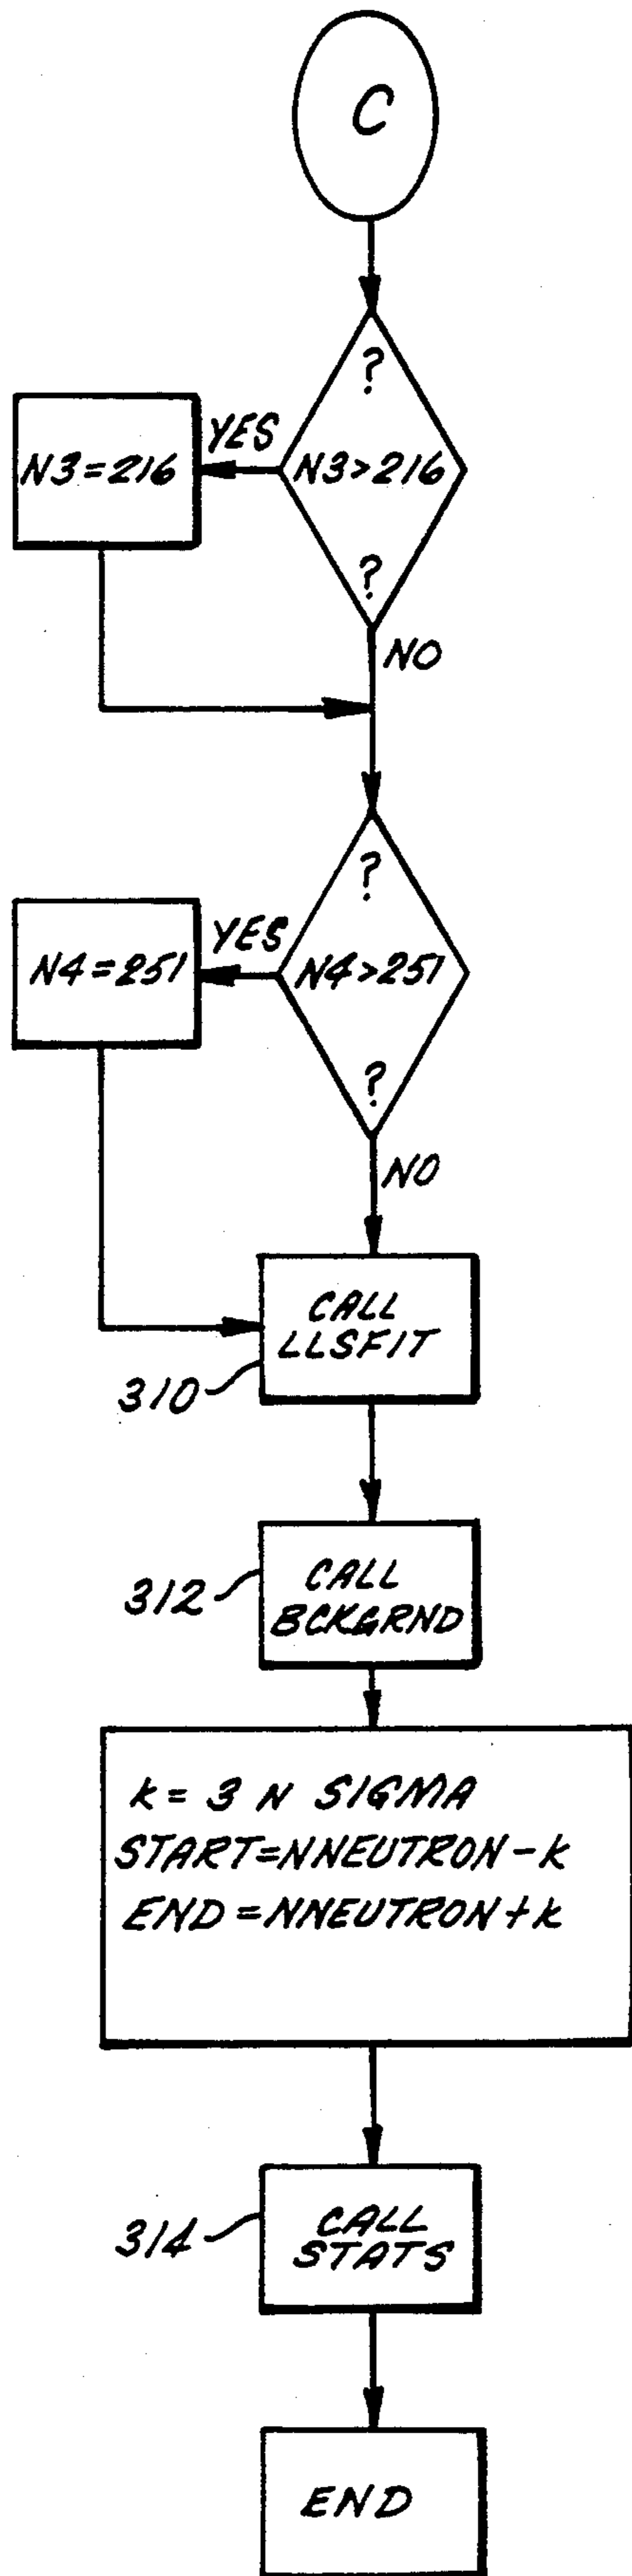 C
?
N3=216
YES
N3>216
?
NO
?
N4=251
YES
N4>251
?
NO
CALL
LLSFIT
310
312
CALL
BCKGRND
K = 3 N SIGMA
START=NNEUTRON-K
END=NNEUTRON+K
314
CALL
STATS
END